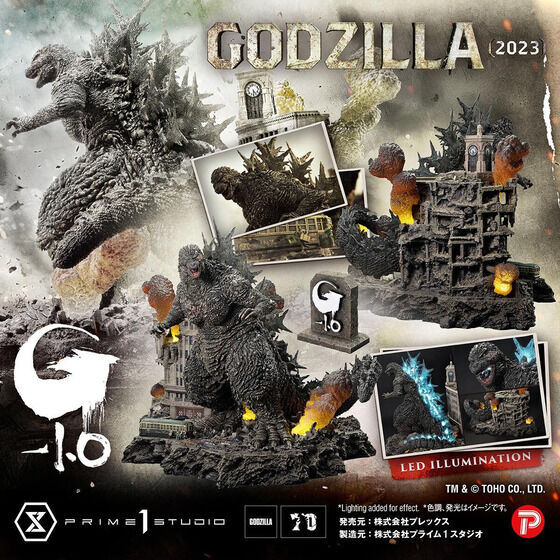 GODZILLA (2023)
G
-1.0
G
-1.0
LED ILLUMINATION
TM & © TOHO CO., LTD.
*Lighting added for effect. *色調、発光はイメージです。
発売元：株式会社プレックス
製造元：株式会社プライム1スタジオ
PRIME 1 STUDIO
GODZILLA
70
P